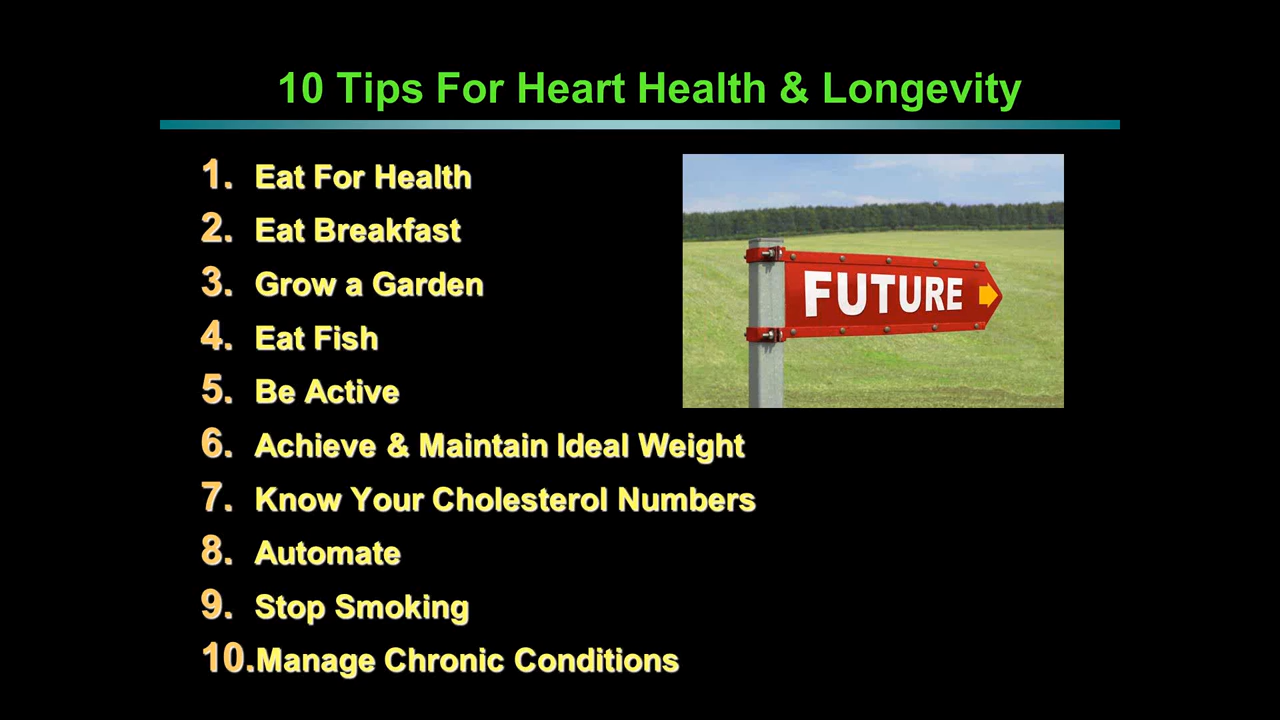 10 Tips For Heart Health & Longevity
1. Eat For Health
2. Eat Breakfast
3. Grow a Garden
4. Eat Fish
5. Be Active
6. Achieve & Maintain Ideal Weight
7. Know Your Cholesterol Numbers
8. Automate
9. Stop Smoking
10. Manage Chronic Conditions
FUTURE